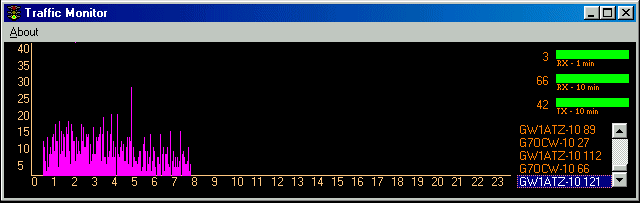 Traffic Monitor
About
40
35
30
25
20
15
10
5
0 1 2 3 4 5 6 7 8 9 10 11 12 13 14 15 16 17 18 19 20 21 22 23
3
RX - 1 min
66
RX - 10 min
42
TX - 10 min
GW1ATZ-10 89
G7OCW-10 27
GW1ATZ-10 112
G7OCW-10 66
GW1ATZ-10 121